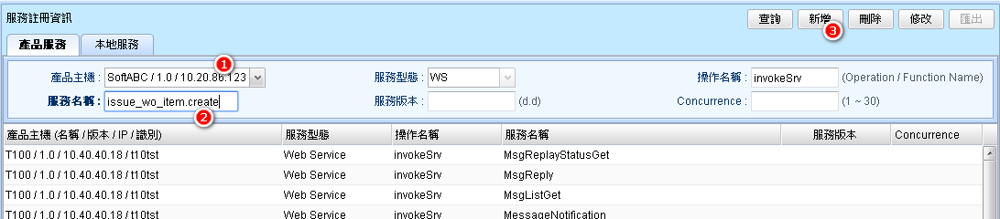 服務註冊資訊 查詢 新增 刪除 修改 匯出
3
產品服務 本地服務
1
產品主機 : SoftABC / 1.0 / 10.20.86.123 服務型態 : WS 操作名稱 : invokeSrv (Operation / Function Name)
服務名稱 : issue_wo_item.create 服務版本 : (d.d) Concurrence : (1 ~ 30)
2
產品主機 (名稱 / 版本 / IP / 識別) 服務型態 操作名稱 服務名稱 服務版本 Concurrence
T100 / 1.0 / 10.40.40.18 / t10tst Web Service invokeSrv MsgReplayStatusGet
T100 / 1.0 / 10.40.40.18 / t10tst Web Service invokeSrv MsgReply
T100 / 1.0 / 10.40.40.18 / t10tst Web Service invokeSrv MsgListGet
T100 / 1.0 / 10.40.40.18 / t10tst Web Service invokeSrv MessageNotification